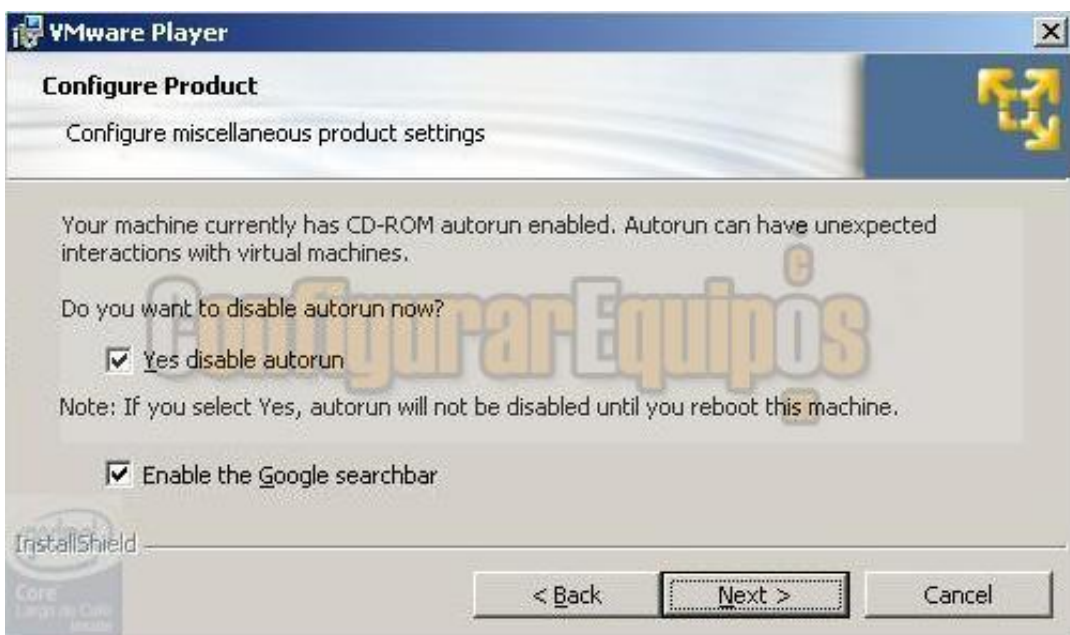 VMware Player
Configure Product
Configure miscellaneous product settings
Your machine currently has CD-ROM autorun enabled. Autorun can have unexpected
interactions with virtual machines.
Do you want to disable autorun now?
Yes disable autorun
ConfigurarEquipos
Note: If you select Yes, autorun will not be disabled until you reboot this machine.
Enable the Google searchbar
InstallShield
Core
< Back
Next >
Cancel